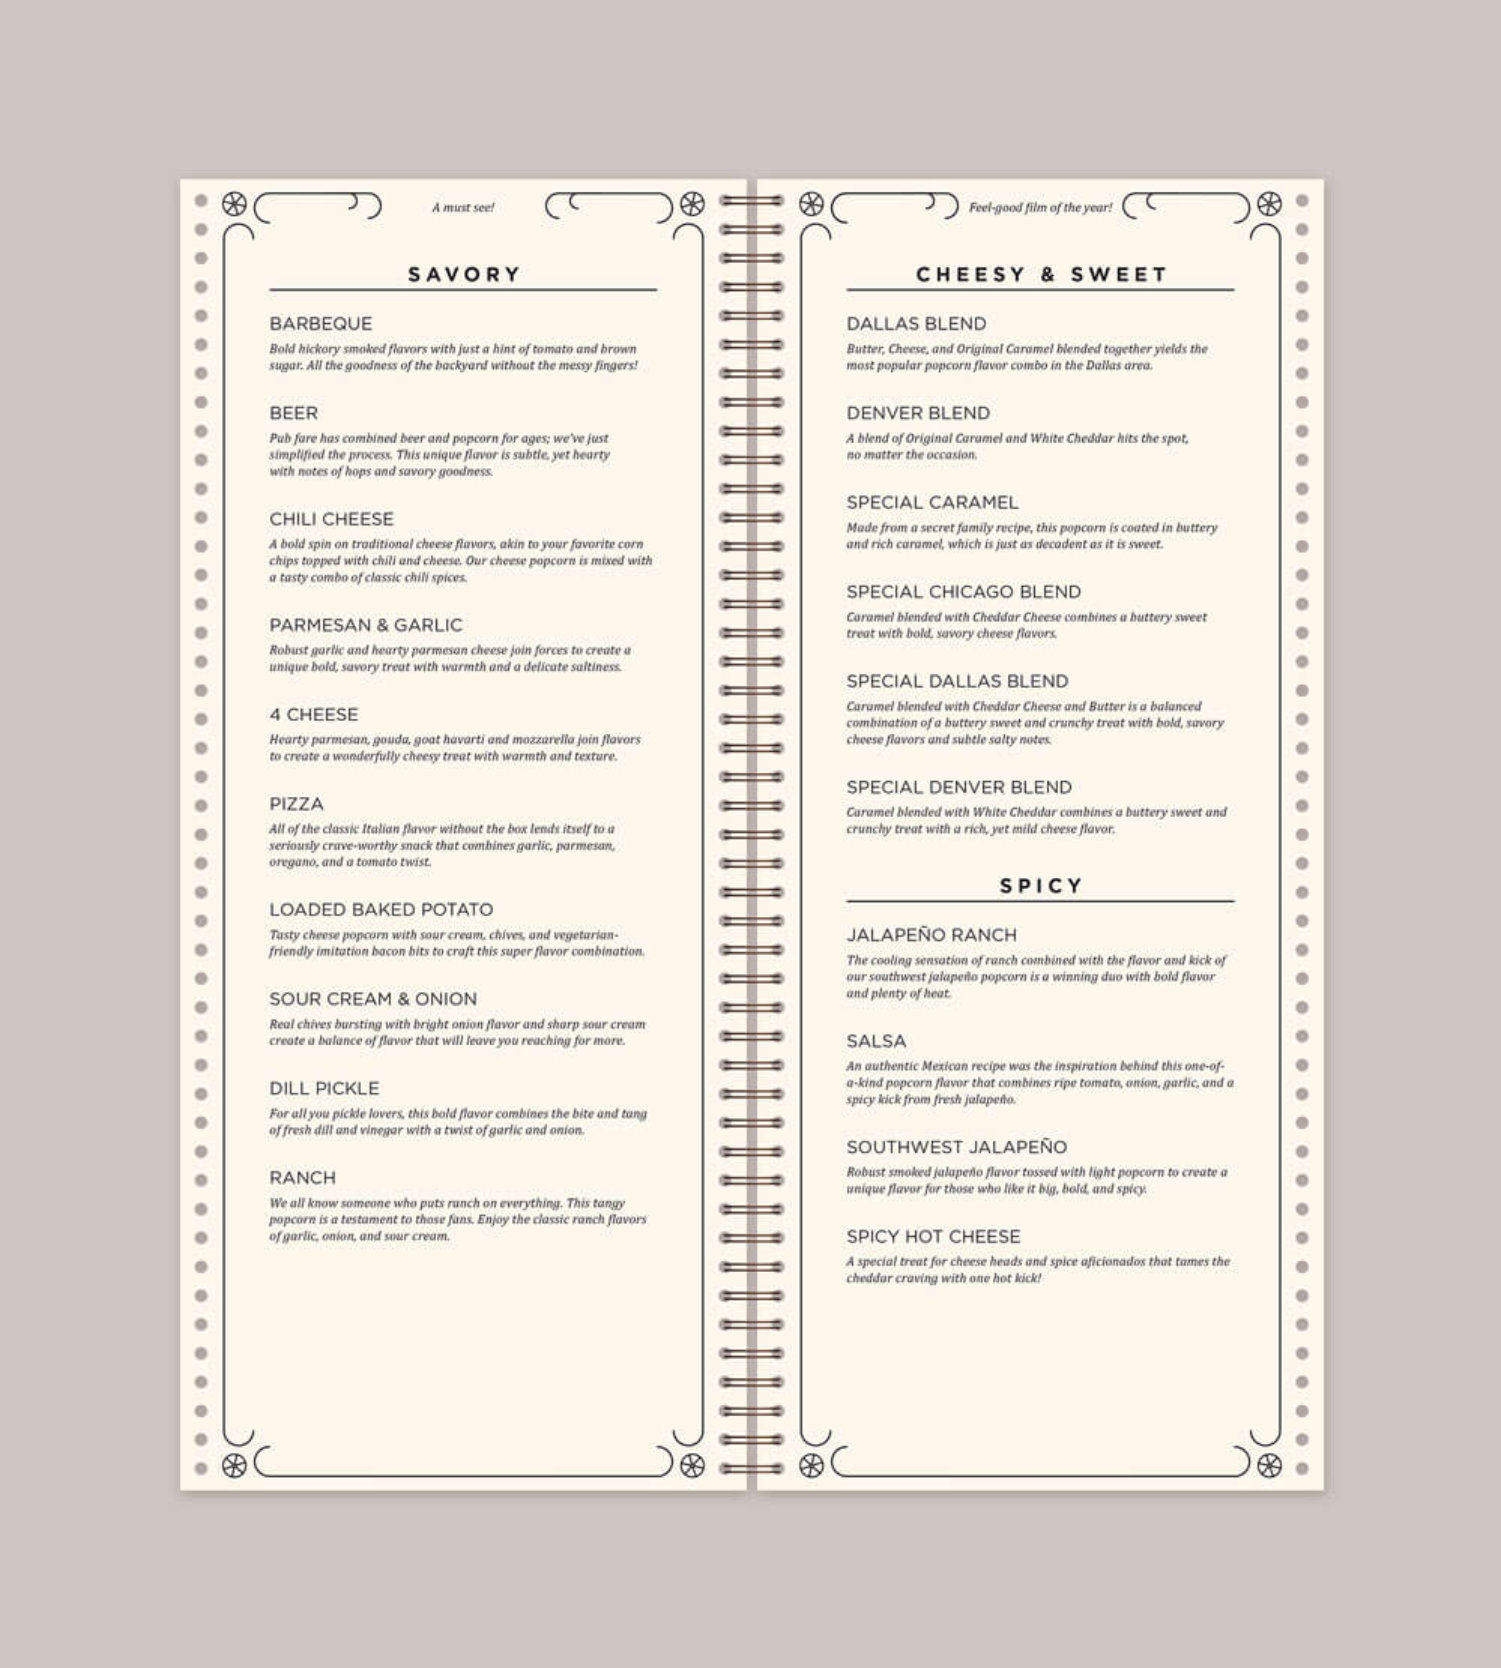 A must see!
SAVORY
BARBEQUE
Bold hickory smoked flavors with just a hint of tomato and brown
sugar. All the goodness of the backyard without the messy fingers!
BEER
Pub fare has combined beer and popcorn for ages; we've just
simplified the process. This unique flavor is subtle, yet hearty
with notes of hops and savory goodness.
CHILI CHEESE
A bold spin on traditional cheese flavors, akin to your favorite corn
chips topped with chili and cheese. Our cheese popcorn is mixed with
a tasty combo of classic chili spices.
PARMESAN & GARLIC
Robust garlic and hearty parmesan cheese join forces to create a
unique bold, savory treat with warmth and a delicate saltiness.
4 CHEESE
Hearty parmesan, gouda, goat havarti and mozzarella join flavors
to create a wonderfully cheesy treat with warmth and texture.
PIZZA
All of the classic Italian flavor without the box lends itself to a
seriously crave-worthy snack that combines garlic, parmesan,
oregano, and a tomato twist.
LOADED BAKED POTATO
Tasty cheese popcorn with sour cream, chives, and vegetarian-
friendly imitation bacon bits to craft this super flavor combination.
SOUR CREAM & ONION
Real chives bursting with bright onion flavor and sharp sour cream
create a balance of flavor that will leave you reaching for more.
DILL PICKLE
For all you pickle lovers, this bold flavor combines the bite and tang
of fresh dill and vinegar with a twist of garlic and onion.
RANCH
We all know someone who puts ranch on everything. This tangy
popcorn is a testament to those fans. Enjoy the classic ranch flavors
of garlic, onion, and sour cream.
Feel-good film of the year!
CHEESY & SWEET
DALLAS BLEND
Butter, Cheese, and Original Caramel blended together yields the
most popular popcorn flavor combo in the Dallas area.
DENVER BLEND
A blend of Original Caramel and White Cheddar hits the spot,
no matter the occasion.
SPECIAL CARAMEL
Made from a secret family recipe, this popcorn is coated in buttery
and rich caramel, which is just as decadent as it is sweet.
SPECIAL CHICAGO BLEND
Caramel blended with Cheddar Cheese combines a buttery sweet
treat with bold, savory cheese flavors.
SPECIAL DALLAS BLEND
Caramel blended with Cheddar Cheese and Butter is a balanced
combination of a buttery sweet and crunchy treat with bold, savory
cheese flavors and subtle salty notes.
SPECIAL DENVER BLEND
Caramel blended with White Cheddar combines a buttery sweet and
crunchy treat with a rich, yet mild cheese flavor.
SPICY
JALAPEÑO RANCH
The cooling sensation of ranch combined with the flavor and kick of
our southwest jalapeño popcorn is a winning duo with bold flavor
and plenty of heat.
SALSA
An authentic Mexican recipe was the inspiration behind this one-of-
a-kind popcorn flavor that combines ripe tomato, onion, garlic, and a
spicy kick from fresh jalapeño.
SOUTHWEST JALAPEÑO
Robust smoked jalapeño flavor tossed with light popcorn to create a
unique flavor for those who like it big, bold, and spicy.
SPICY HOT CHEESE
A special treat for cheese heads and spice aficionados that tames the
cheddar craving with one hot kick!